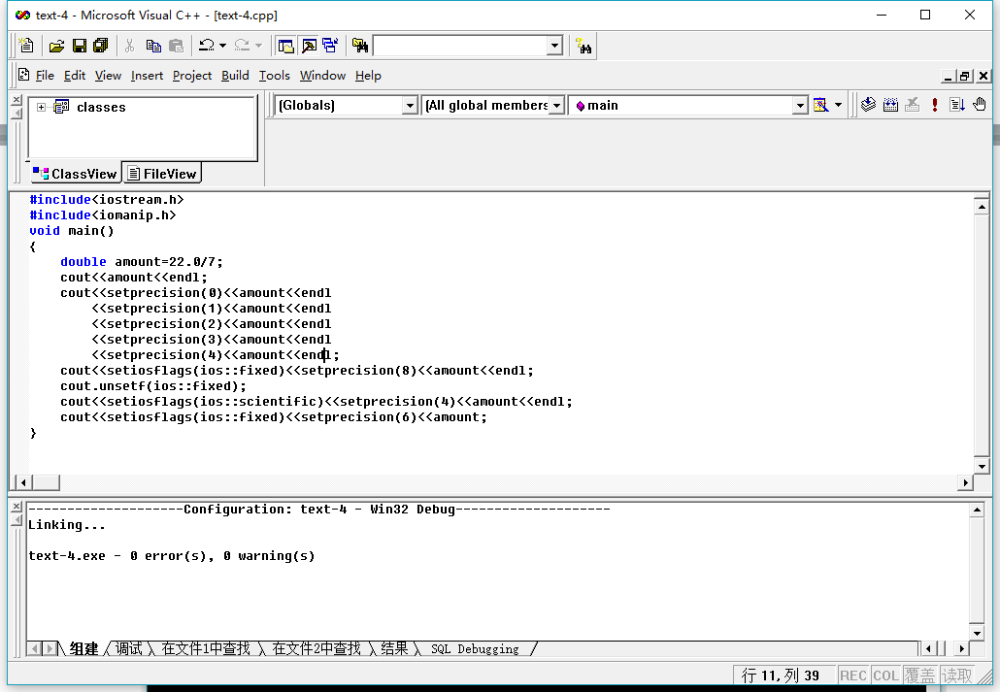 text-4 - Microsoft Visual C++ - [text-4.cpp]
File Edit View Insert Project Build Tools Window Help
classes
(Globals) [All global members main
ClassView FileView
#include<iostream.h>
#include<iomanip.h>
void main()
{
double amount=22.0/7;
cout<<amount<<endl;
cout<<setprecision(0)<<amount<<endl
<<setprecision(1)<<amount<<endl
<<setprecision(2)<<amount<<endl
<<setprecision(3)<<amount<<endl
<<setprecision(4)<<amount<<endl;
cout<<setiosflags(ios::fixed)<<setprecision(8)<<amount<<endl;
cout.unsetf(ios::fixed);
cout<<setiosflags(ios::scientific)<<setprecision(4)<<amount<<endl;
cout<<setiosflags(ios::fixed)<<setprecision(6)<<amount;
}
--------------------Configuration: text-4 - Win32 Debug--------------------
Linking...
text-4.exe - 0 error(s), 0 warning(s)
组建 调试 在文件1中查找 在文件2中查找 结果 SQL Debugging
行 11, 列 39 REC COL 覆盖 读取